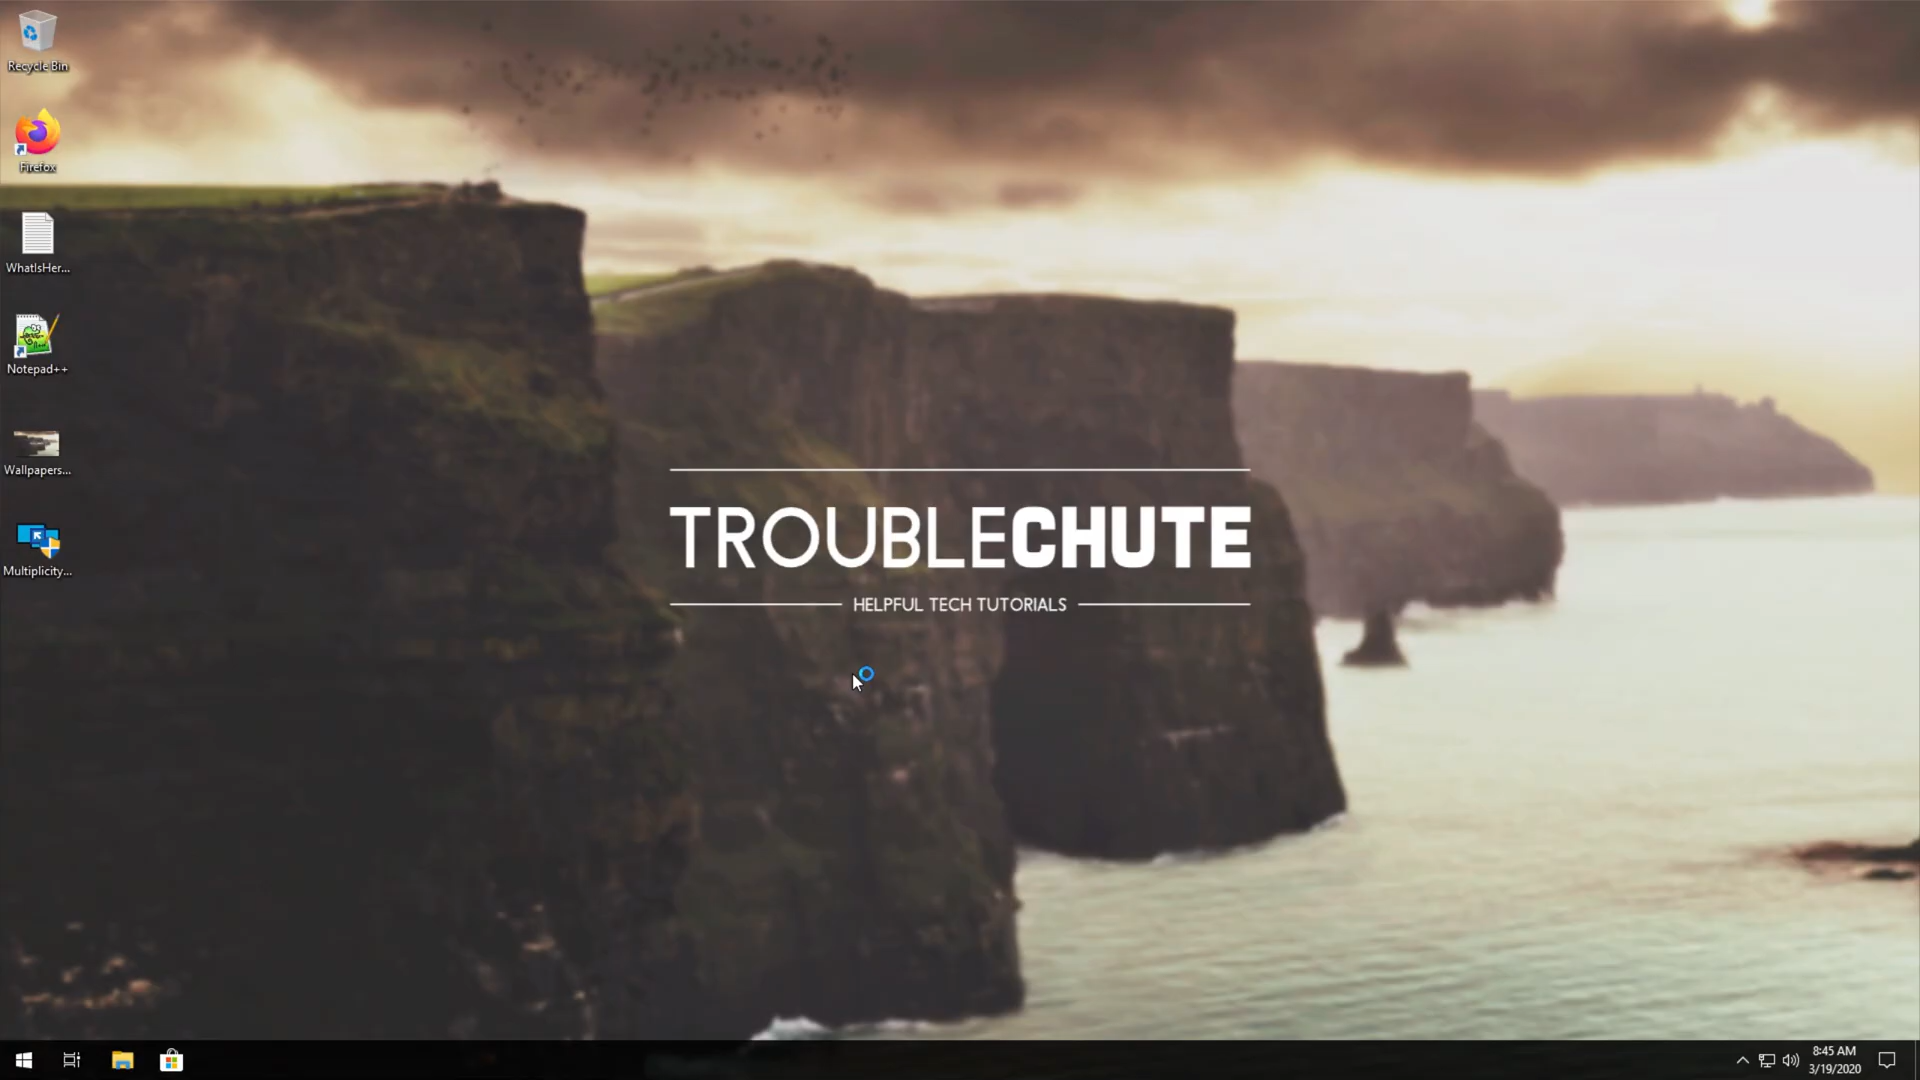 Recycle Bin
Firefox
WhatIsHer...
Notepad++
Wallpapers...
Multiplicity...
TROUBLECHUTE
HELPFUL TECH TUTORIALS
8:45 AM
3/19/2020